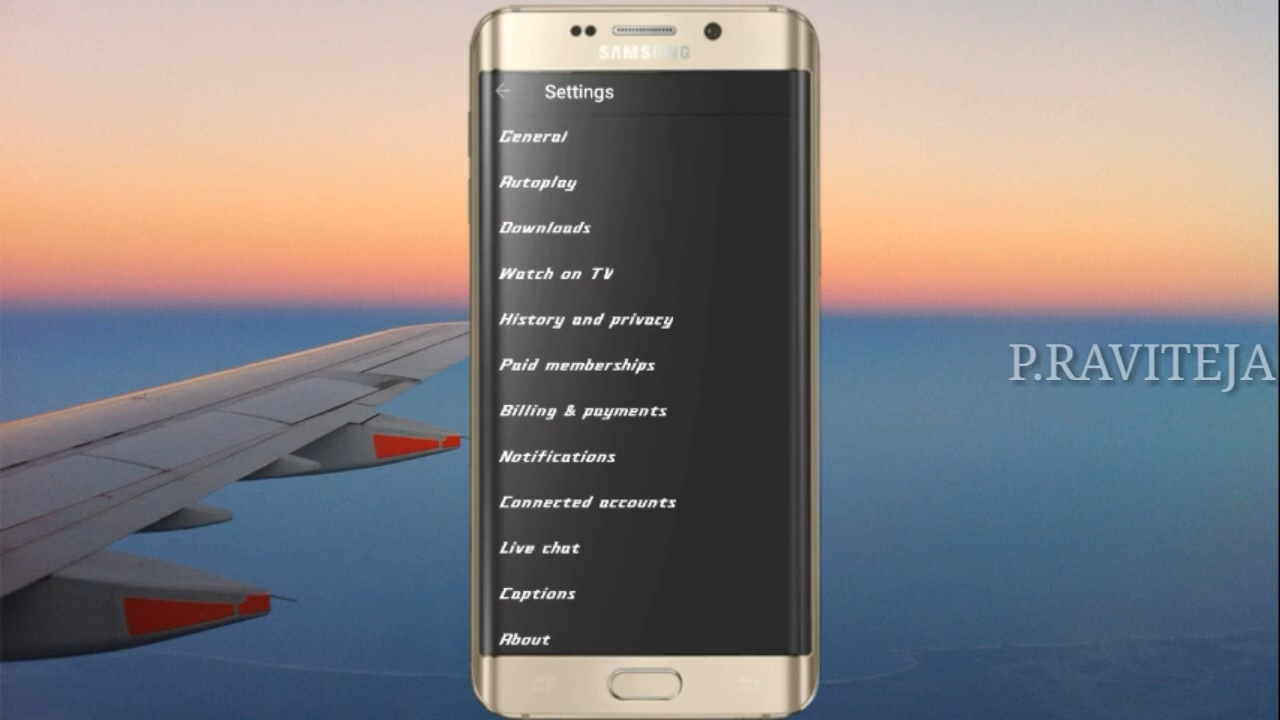 SAMSUNG
Settings
General
Autoplay
Downloads
Watch on TV
History and privacy
Paid memberships
P.RAVITEJA
Billing & payments
Notifications
Connected accounts
Live chat
Captions
About